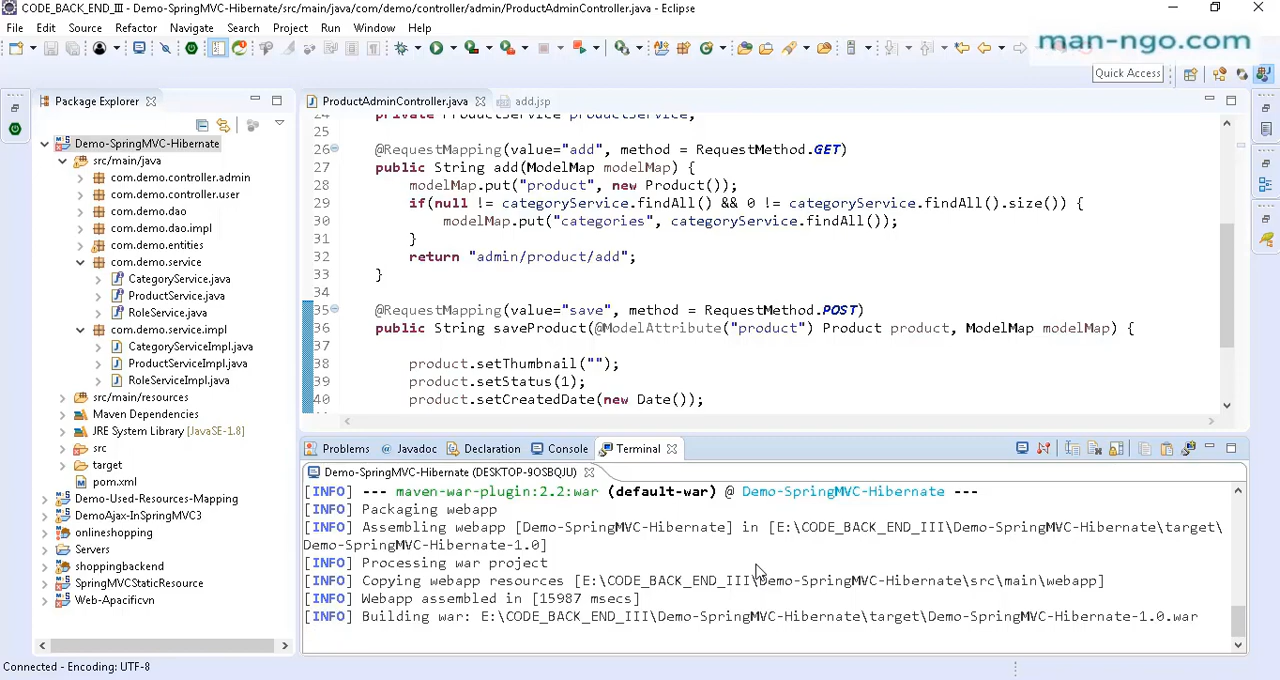 CODE_BACK_END_III - Demo-SpringMVC-Hibernate/src/main/java/com/demo/controller/admin/ProductAdminController.java - Eclipse
File Edit Source Refactor Navigate Search Project Run Window Help
man-ngo.com
Quick Access
Package Explorer
ProductAdminController.java
add.jsp
Demo-SpringMVC-Hibernate
src/main/java
com.demo.controller.admin
com.demo.controller.user
com.demo.dao
com.demo.dao.impl
com.demo.entities
com.demo.service
CategoryService.java
ProductService.java
RoleService.java
com.demo.service.impl
CategoryServiceImpl.java
ProductServiceImpl.java
RoleServiceImpl.java
src/main/resources
Maven Dependencies
JRE System Library [JavaSE-1.8]
src
target
pom.xml
Demo-Used-Resources-Mapping
DemoAjax-InSpringMVC3
onlineshopping
Servers
shoppingbackend
SpringMVCStaticResource
Web-Apacificvn
24 private ProductService productService;
25
26 @RequestMapping(value="add", method = RequestMethod.GET)
27 public String add(ModelMap modelMap) {
28 modelMap.put("product", new Product());
29 if(null != categoryService.findAll() && 0 != categoryService.findAll().size()) {
30 modelMap.put("categories", categoryService.findAll());
31 }
32 return "admin/product/add";
33 }
34
35 @RequestMapping(value="save", method = RequestMethod.POST)
36 public String saveProduct(@ModelAttribute("product") Product product, ModelMap modelMap) {
37
38 product.setThumbnail("");
39 product.setStatus(1);
40 product.setCreatedDate(new Date());
Problems Javadoc Declaration Console Terminal
Demo-SpringMVC-Hibernate (DESKTOP-9OSBQJU)
[INFO] --- maven-war-plugin:2.2:war (default-war) @ Demo-SpringMVC-Hibernate ---
[INFO] Packaging webapp
[INFO] Assembling webapp [Demo-SpringMVC-Hibernate] in [E:\CODE_BACK_END_III\Demo-SpringMVC-Hibernate\target\
Demo-SpringMVC-Hibernate-1.0]
[INFO] Processing war project
[INFO] Copying webapp resources [E:\CODE_BACK_END_III\Demo-SpringMVC-Hibernate\src\main\webapp]
[INFO] Webapp assembled in [15987 msecs]
[INFO] Building war: E:\CODE_BACK_END_III\Demo-SpringMVC-Hibernate\target\Demo-SpringMVC-Hibernate-1.0.war
Connected - Encoding: UTF-8